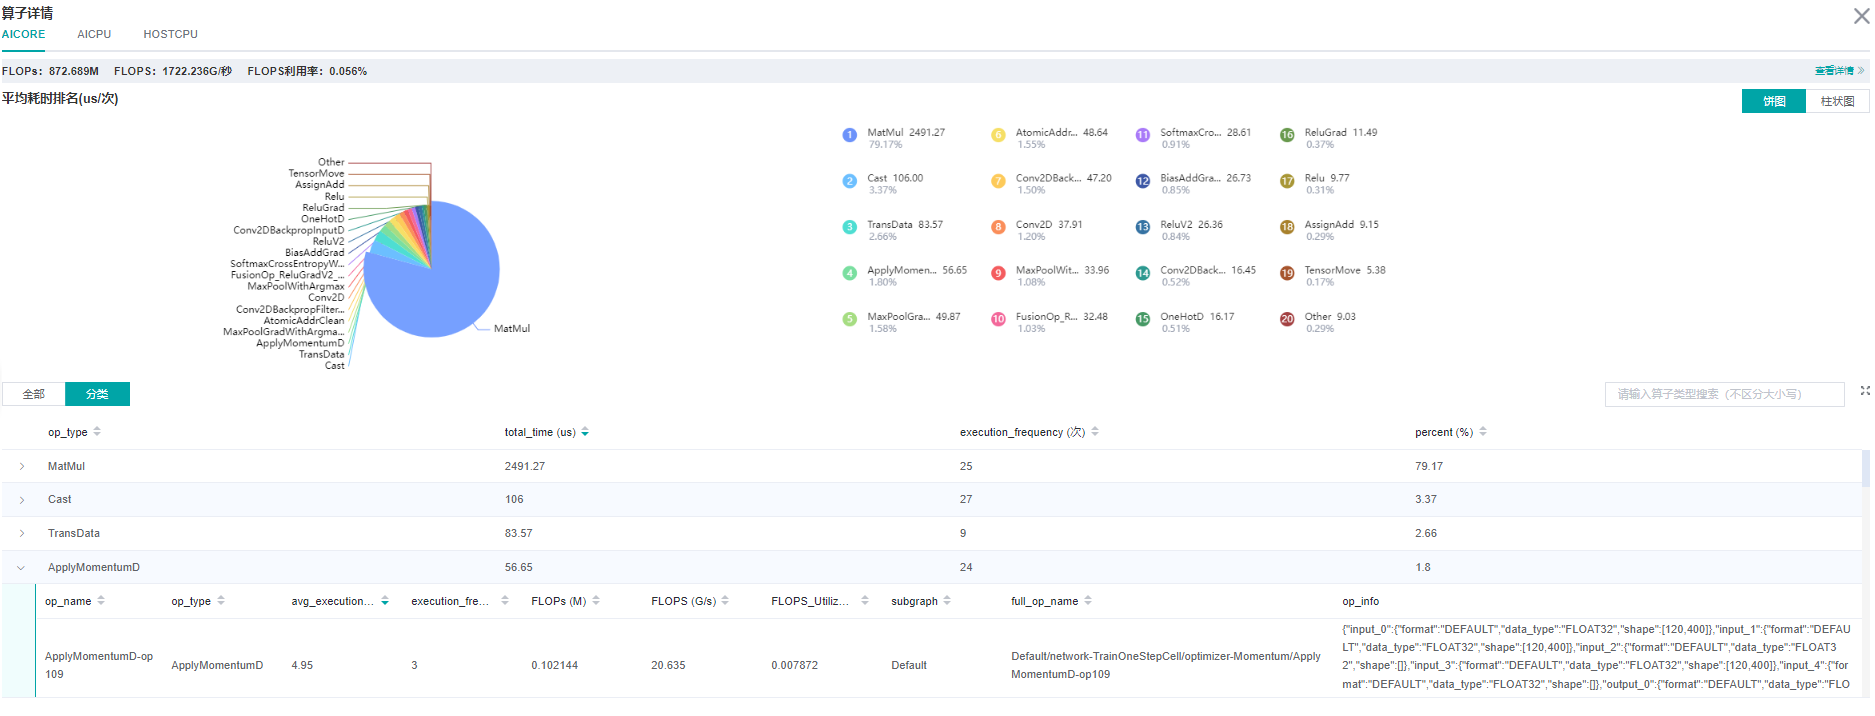 算子详情
AICORE AICPU HOSTCPU
FLOPs：872.689M FLOPS：1722.236G/秒 FLOPS利用率：0.056% 查看详情
平均耗时排名(us/次) 饼图 柱状图
Other
TensorMove
AssignAdd
Relu
ReluGrad
OneHotD
Conv2DBackpropInputD
ReluV2
BiasAddGrad
SoftmaxCrossEntropyW...
FusionOp_ReluGradV2_...
MaxPoolWithArgmax
Conv2D
Conv2DBackpropFilter...
AtomicAddrClean
MaxPoolGradWithArgma...
ApplyMomentumD
TransData
Cast
MatMul
1 MatMul 2491.27
79.17%
2 Cast 106.00
3.37%
3 TransData 83.57
2.66%
4 ApplyMomen... 56.65
1.80%
5 MaxPoolGra... 49.87
1.58%
6 AtomicAddr... 48.64
1.55%
7 Conv2DBack... 47.20
1.50%
8 Conv2D 37.91
1.20%
9 MaxPoolWit... 33.96
1.08%
10 FusionOp_R... 32.48
1.03%
11 SoftmaxCro... 28.61
0.91%
12 BiasAddGra... 26.73
0.85%
13 ReluV2 26.36
0.84%
14 Conv2DBack... 16.45
0.52%
15 OneHotD 16.17
0.51%
16 ReluGrad 11.49
0.37%
17 Relu 9.77
0.31%
18 AssignAdd 9.15
0.29%
19 TensorMove 5.38
0.17%
20 Other 9.03
0.29%
全部 分类 请输入算子类型搜索（不区分大小写）
op_type total_time (us) execution_frequency (次) percent (%)
MatMul 2491.27 25 79.17
Cast 106 27 3.37
TransData 83.57 9 2.66
ApplyMomentumD 56.65 24 1.8
op_name op_type avg_execution... execution_fre... FLOPs (M) FLOPS (G/s) FLOPS_Utiliz... subgraph full_op_name op_info
ApplyMomentumD-op
109
ApplyMomentumD 4.95 3 0.102144 20.635 0.007872 Default
Default/network-TrainOneStepCell/optimizer-Momentum/Apply
MomentumD-op109
{"input_0":{"format":"DEFAULT","data_type":"FLOAT32","shape":[120,400]},"input_1":{"format":"DEFAU
LT","data_type":"FLOAT32","shape":[120,400]},"input_2":{"format":"DEFAULT","data_type":"FLOAT3
2","shape":[]},"input_3":{"format":"DEFAULT","data_type":"FLOAT32","shape":[120,400]},"input_4":{"for
mat":"DEFAULT","data_type":"FLOAT32","shape":[]},"output_0":{"format":"DEFAULT","data_type":"FLO